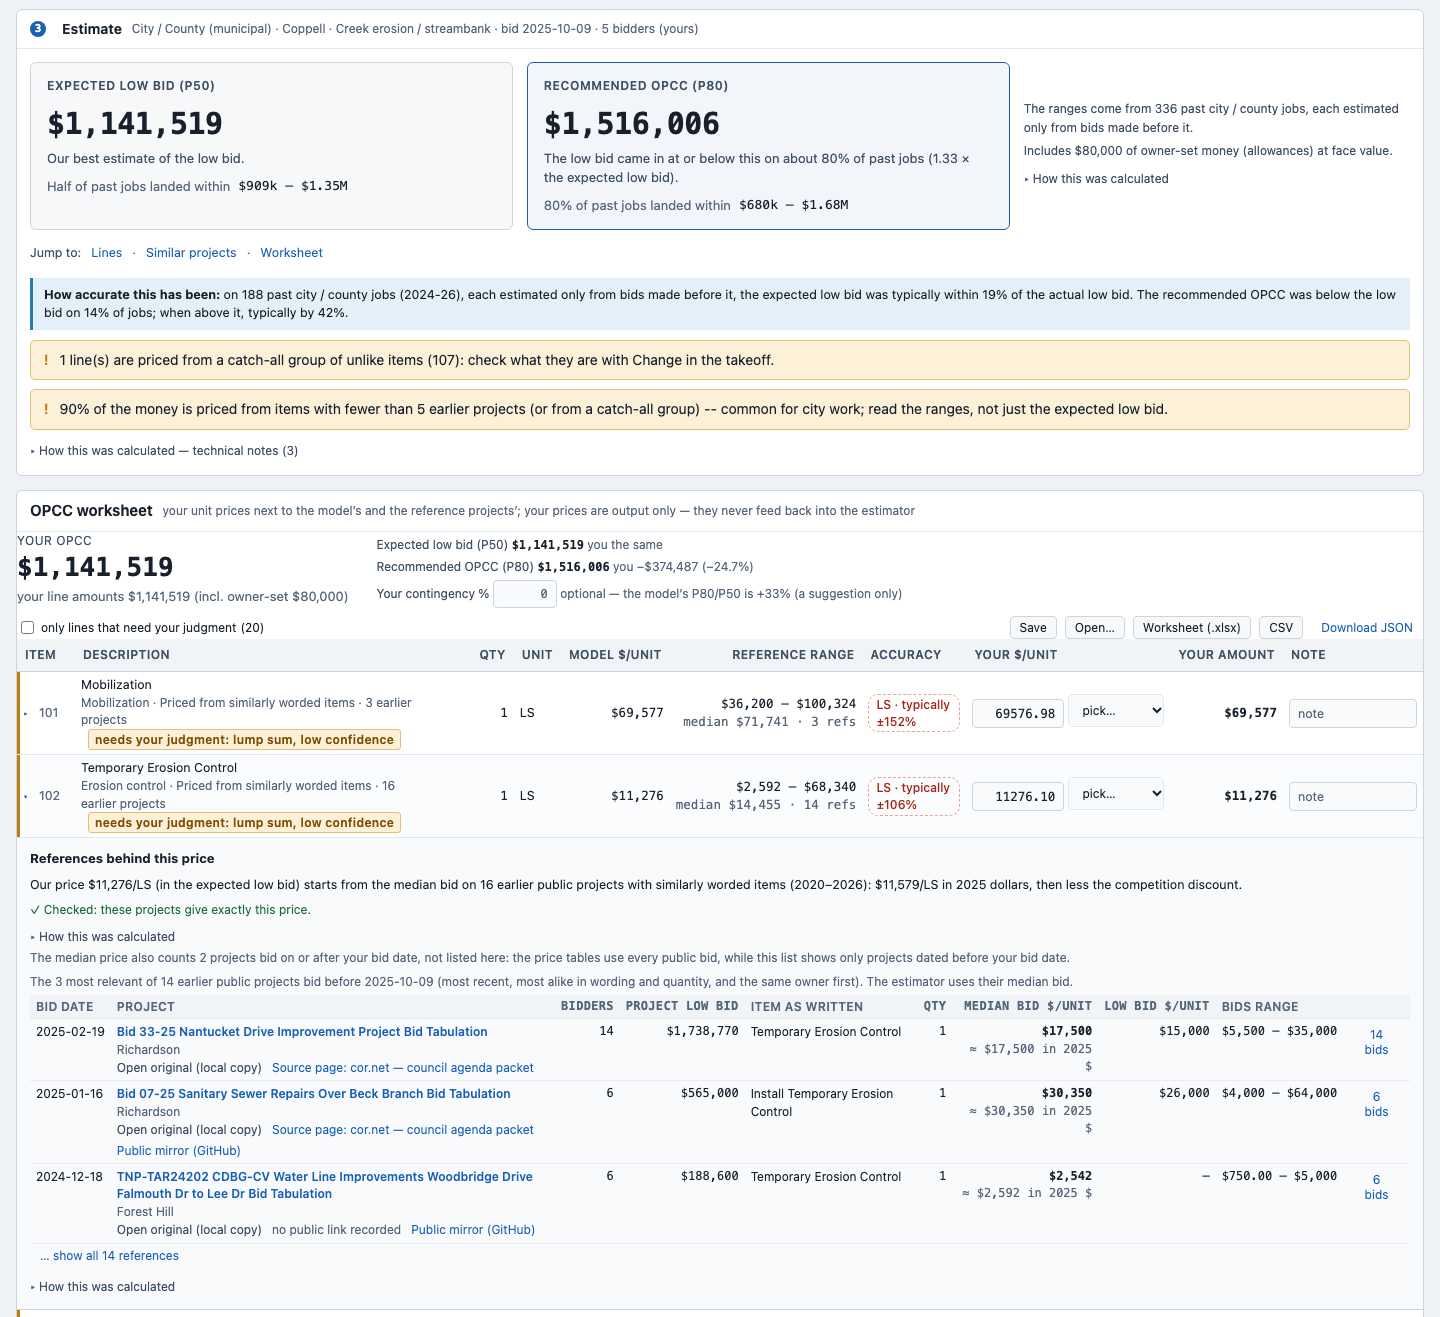 3 Estimate City / County (municipal) · Coppell · Creek erosion / streambank · bid 2025-10-09 · 5 bidders (yours)
EXPECTED LOW BID (P50)
$1,141,519
Our best estimate of the low bid.
Half of past jobs landed within $909k — $1.35M
RECOMMENDED OPCC (P80)
$1,516,006
The low bid came in at or below this on about 80% of past jobs (1.33 ×
the expected low bid).
80% of past jobs landed within $680k — $1.68M
The ranges come from 336 past city / county jobs, each estimated
only from bids made before it.
Includes $80,000 of owner-set money (allowances) at face value.
▸ How this was calculated
Jump to: Lines · Similar projects · Worksheet
How accurate this has been: on 188 past city / county jobs (2024-26), each estimated only from bids made before it, the expected low bid was typically within 19% of the actual low bid. The recommended OPCC was below the low
bid on 14% of jobs; when above it, typically by 42%.
! 1 line(s) are priced from a catch-all group of unlike items (107): check what they are with Change in the takeoff.
! 90% of the money is priced from items with fewer than 5 earlier projects (or from a catch-all group) -- common for city work; read the ranges, not just the expected low bid.
▸ How this was calculated — technical notes (3)
OPCC worksheet your unit prices next to the model's and the reference projects'; your prices are output only — they never feed back into the estimator
YOUR OPCC
$1,141,519
your line amounts $1,141,519 (incl. owner-set $80,000)
Expected low bid (P50) $1,141,519 you the same
Recommended OPCC (P80) $1,516,006 you −$374,487 (−24.7%)
Your contingency % 0 optional — the model's P80/P50 is +33% (a suggestion only)
only lines that need your judgment (20)
Save Open... Worksheet (.xlsx) CSV Download JSON
ITEM DESCRIPTION QTY UNIT MODEL $/UNIT REFERENCE RANGE ACCURACY YOUR $/UNIT YOUR AMOUNT NOTE
▸ 101 Mobilization
Mobilization · Priced from similarly worded items · 3 earlier
projects
needs your judgment: lump sum, low confidence
1 LS $69,577
$36,200 — $100,324
median $71,741 · 3 refs
LS · typically
±152%
69576.98 pick... $69,577 note
▾ 102 Temporary Erosion Control
Erosion control · Priced from similarly worded items · 16
earlier projects
needs your judgment: lump sum, low confidence
1 LS $11,276
$2,592 — $68,340
median $14,455 · 14 refs
LS · typically
±106%
11276.10 pick... $11,276 note
References behind this price
Our price $11,276/LS (in the expected low bid) starts from the median bid on 16 earlier public projects with similarly worded items (2020–2026): $11,579/LS in 2025 dollars, then less the competition discount.
✓ Checked: these projects give exactly this price.
▸ How this was calculated
The median price also counts 2 projects bid on or after your bid date, not listed here: the price tables use every public bid, while this list shows only projects dated before your bid date.
The 3 most relevant of 14 earlier public projects bid before 2025-10-09 (most recent, most alike in wording and quantity, and the same owner first). The estimator uses their median bid.
BID DATE PROJECT BIDDERS PROJECT LOW BID ITEM AS WRITTEN QTY MEDIAN BID $/UNIT LOW BID $/UNIT BIDS RANGE
2025-02-19 Bid 33-25 Nantucket Drive Improvement Project Bid Tabulation
Richardson
Open original (local copy) Source page: cor.net — council agenda packet
14 $1,738,770 Temporary Erosion Control 1 $17,500
≈ $17,500 in 2025
$
$15,000 $5,500 — $35,000 14
bids
2025-01-16 Bid 07-25 Sanitary Sewer Repairs Over Beck Branch Bid Tabulation
Richardson
Open original (local copy) Source page: cor.net — council agenda packet
Public mirror (GitHub)
6 $565,000 Install Temporary Erosion
Control
1 $30,350
≈ $30,350 in 2025
$
$26,000 $4,000 — $64,000 6
bids
2024-12-18 TNP-TAR24202 CDBG-CV Water Line Improvements Woodbridge Drive
Falmouth Dr to Lee Dr Bid Tabulation
Forest Hill
Open original (local copy) no public link recorded Public mirror (GitHub)
6 $188,600 Temporary Erosion Control 1 $2,542
≈ $2,592 in 2025 $
— $750.00 — $5,000 6
bids
... show all 14 references
▸ How this was calculated